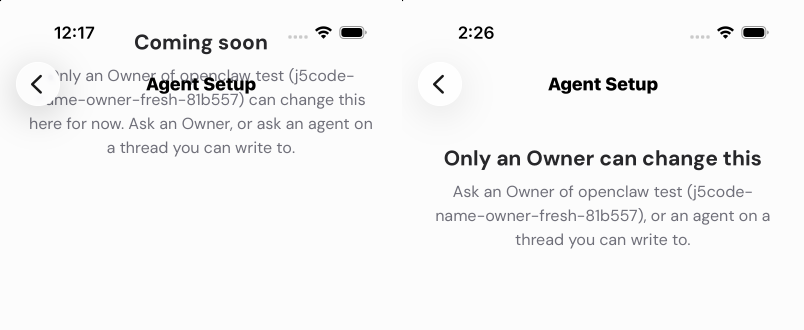 12:17
Coming soon
Only an Owner of openclaw test (j5code-
Agent Setup
name-owner-fresh-81b557) can change this
here for now. Ask an Owner, or ask an agent on
a thread you can write to.
2:26
Agent Setup
Only an Owner can change this
Ask an Owner of openclaw test (j5code-
name-owner-fresh-81b557), or an agent on a
thread you can write to.